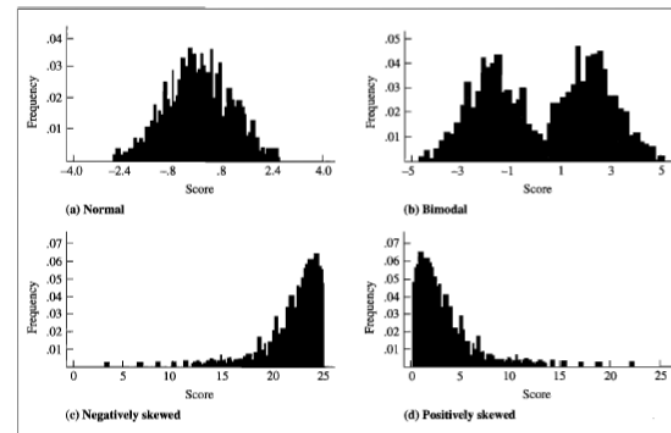 .04
.03
.02
.01
Frequency
-4.0 -2.4 -.8 .8 2.4 4.0
Score
(a) Normal
.05
.04
.03
.02
.01
Frequency
-5 -3 -1 1 3 5
Score
(b) Bimodal
.07
.06
.05
.04
.03
.02
.01
Frequency
0 5 10 15 20 25
Score
(c) Negatively skewed
.07
.06
.05
.04
.03
.02
.01
Frequency
0 5 10 15 20 25
Score
(d) Positively skewed